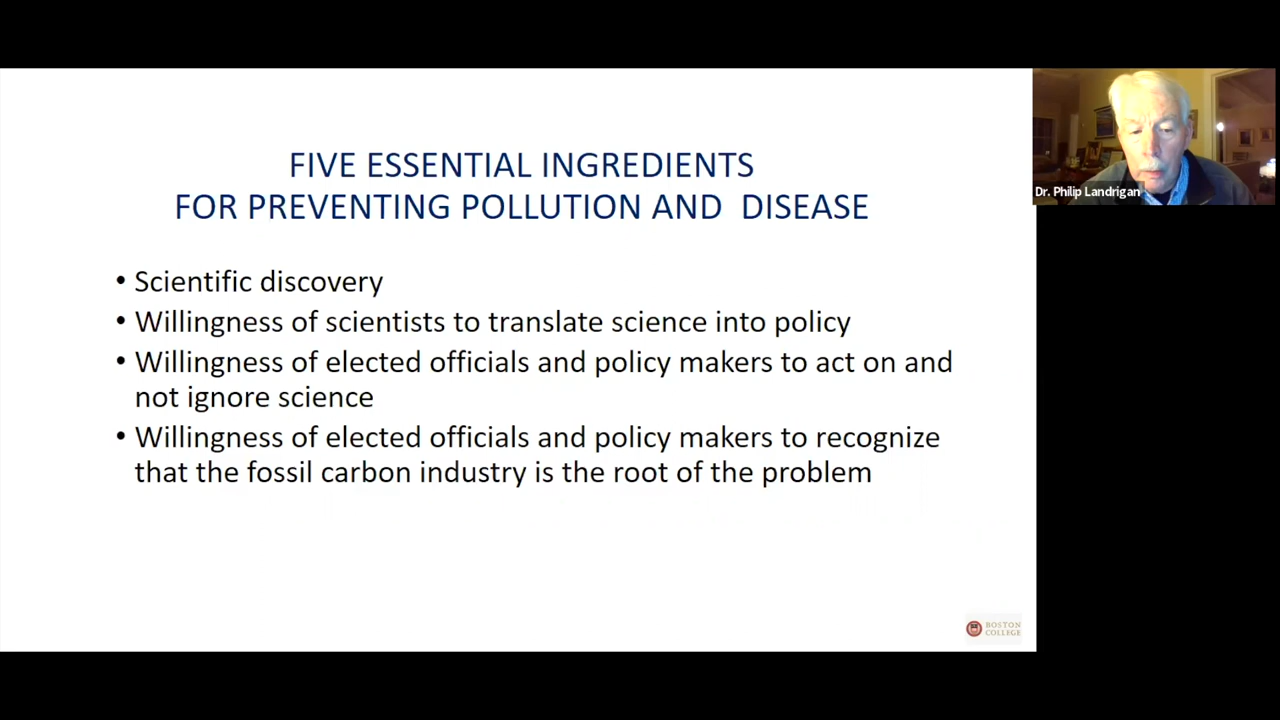 FIVE ESSENTIAL INGREDIENTS
FOR PREVENTING POLLUTION AND DISEASE
• Scientific discovery
• Willingness of scientists to translate science into policy
• Willingness of elected officials and policy makers to act on and
not ignore science
• Willingness of elected officials and policy makers to recognize
that the fossil carbon industry is the root of the problem
Dr. Philip Landrigan
BOSTON
COLLEGE